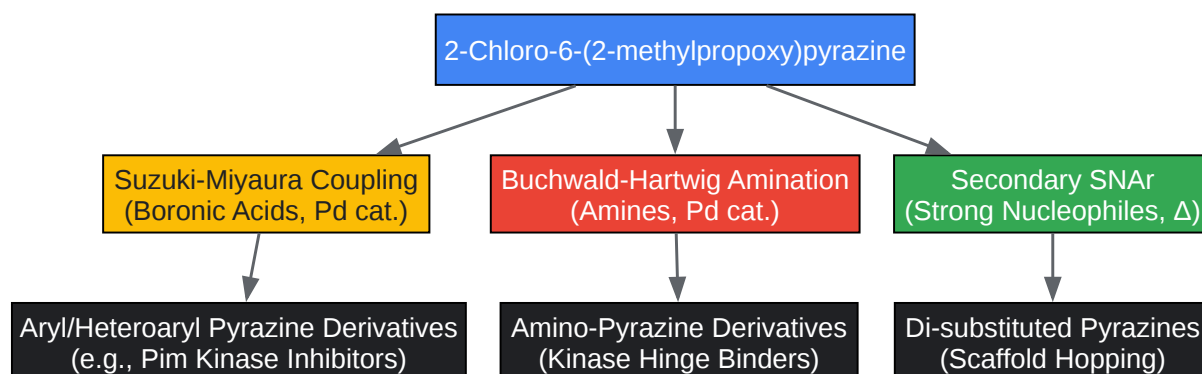 2-Chloro-6-(2-methylpropoxy)pyrazine
Suzuki-Miyaura Coupling
(Boronic Acids, Pd cat.)
Buchwald-Hartwig Amination
(Amines, Pd cat.)
Secondary SNAr
(Strong Nucleophiles, Δ)
Aryl/Heteroaryl Pyrazine Derivatives
(e.g., Pim Kinase Inhibitors)
Amino-Pyrazine Derivatives
(Kinase Hinge Binders)
Di-substituted Pyrazines
(Scaffold Hopping)